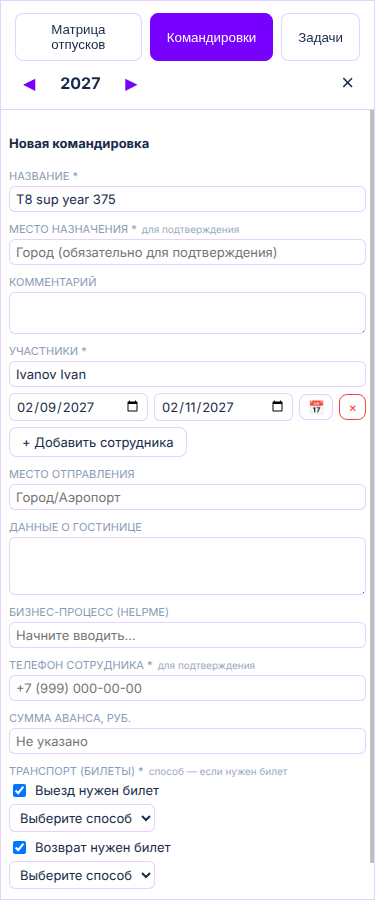 Матрица
отпусков
Командировки
Задачи
◀ 2027 ▶ ×
Новая командировка
НАЗВАНИЕ *
T8 sup year 375
МЕСТО НАЗНАЧЕНИЯ * для подтверждения
Город (обязательно для подтверждения)
КОММЕНТАРИЙ
УЧАСТНИКИ *
Ivanov Ivan
02/09/2027 02/11/2027 📅 ×
+ Добавить сотрудника
МЕСТО ОТПРАВЛЕНИЯ
Город/Аэропорт
ДАННЫЕ О ГОСТИНИЦЕ
БИЗНЕС-ПРОЦЕСС (HELPME)
Начните вводить...
ТЕЛЕФОН СОТРУДНИКА * для подтверждения
+7 (999) 000-00-00
СУММА АВАНСА, РУБ.
Не указано
ТРАНСПОРТ (БИЛЕТЫ) * способ — если нужен билет
Выезд нужен билет
Выберите способ
Возврат нужен билет
Выберите способ